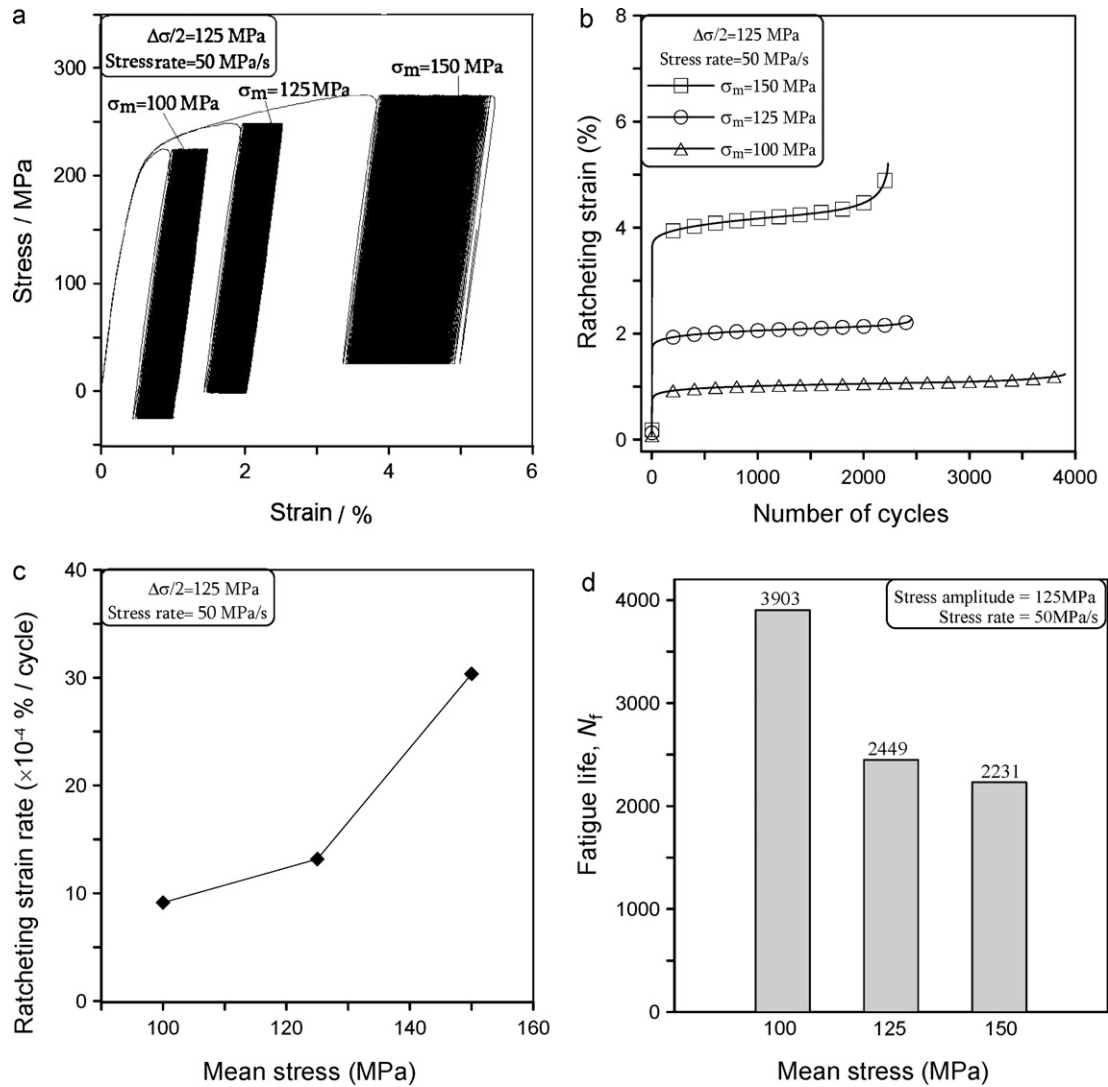 a
Δσ/2=125 MPa
Stress rate=50 MPa/s
σm=100 MPa
σm=125 MPa
σm=150 MPa
300
200
100
0
Stress / MPa
0 2 4 6
Strain / %
b
Δσ/2=125 MPa
Stress rate=50 MPa/s
σm=150 MPa
σm=125 MPa
σm=100 MPa
8
6
4
2
0
Ratcheting strain (%)
0 1000 2000 3000 4000
Number of cycles
c
Δσ/2=125 MPa
Stress rate= 50 MPa/s
40
30
20
10
0
Ratcheting strain rate (×10⁻⁴ % / cycle)
100 120 140 160
Mean stress (MPa)
d
Stress amplitude = 125MPa
Stress rate = 50MPa/s
3903
2449
2231
4000
3000
2000
1000
0
Fatigue life, Nf
100 125 150
Mean stress (MPa)